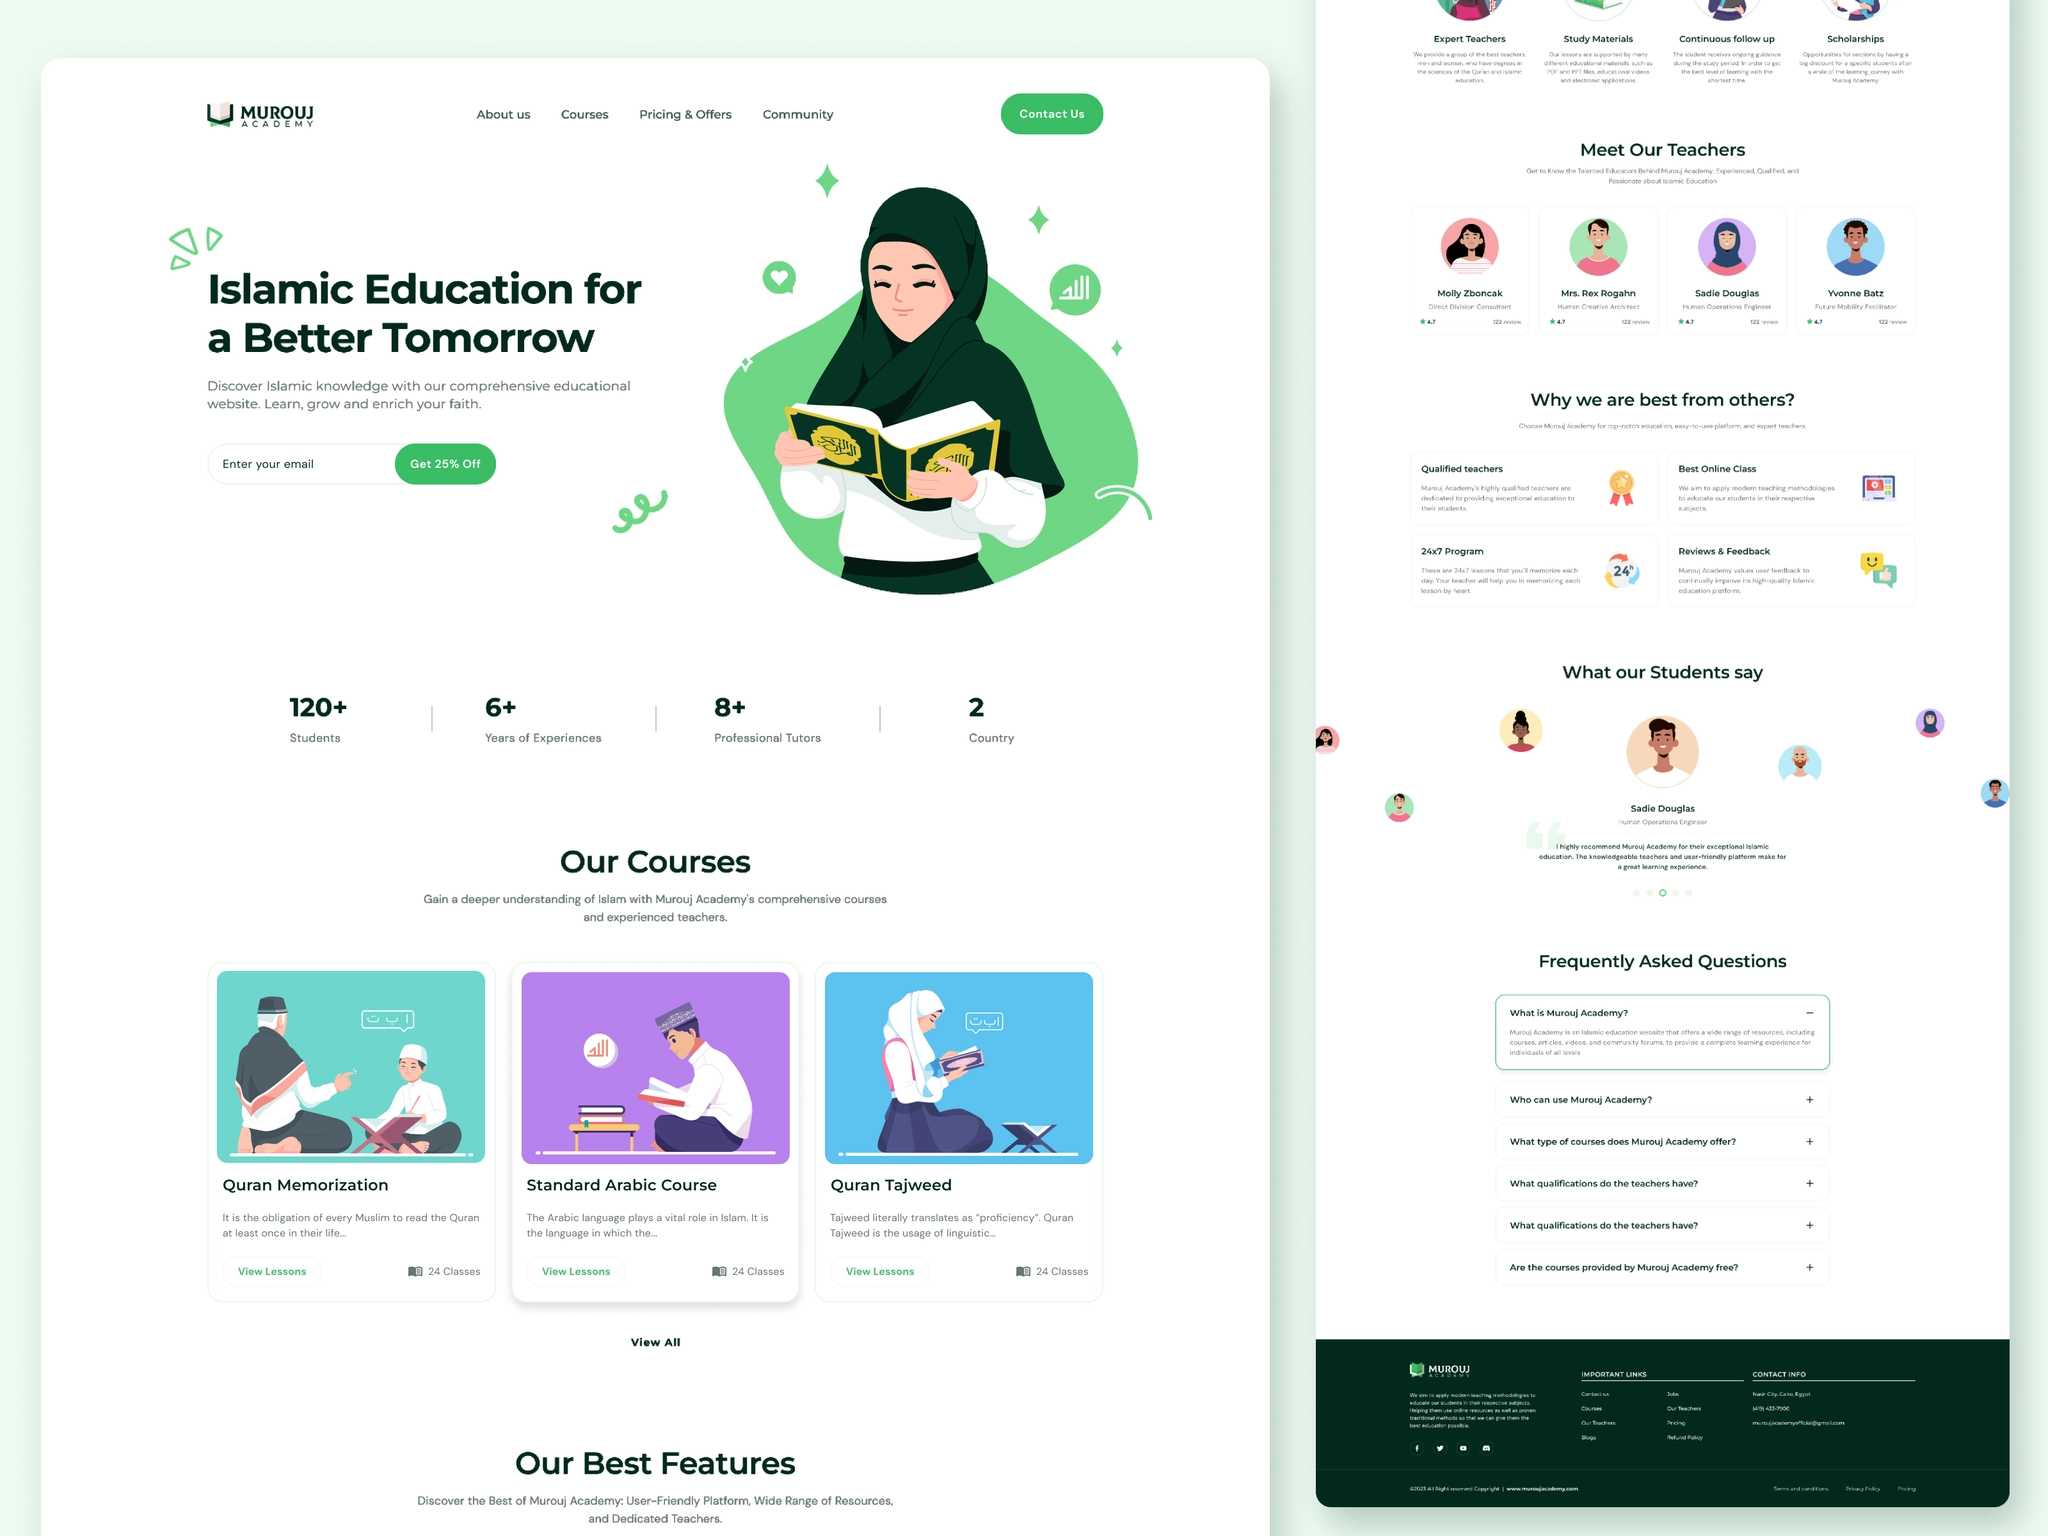 MUROUJ
ACADEMY
About us
Courses
Pricing & Offers
Community
Contact Us
Islamic Education for
a Better Tomorrow
Discover Islamic knowledge with our comprehensive educational
website. Learn, grow and enrich your faith.
Enter your email
Get 25% Off
الله
120+
Students
6+
Years of Experiences
8+
Professional Tutors
2
Country
Our Courses
Gain a deeper understanding of Islam with Murouj Academy's comprehensive courses
and experienced teachers.
ا ب ت
Quran Memorization
It is the obligation of every Muslim to read the Quran
at least once in their life...
View Lessons
24 Classes
الله
Standard Arabic Course
The Arabic language plays a vital role in Islam. It is
the language in which the...
View Lessons
24 Classes
ا ب ت
Quran Tajweed
Tajweed literally translates as “proficiency”. Quran
Tajweed is the usage of linguistic...
View Lessons
24 Classes
View All
Our Best Features
Discover the Best of Murouj Academy: User-Friendly Platform, Wide Range of Resources,
and Dedicated Teachers.
Expert Teachers
We provide a group of the best teachers,
men and women, who have degrees in
the sciences of the Qur'an and Islamic
education.
Study Materials
Our lessons are supported by many
different educational materials, such as
PDF and PPT files, educational videos
and electronic applications.
Continuous follow up
The student receives ongoing guidance
during the study period. In order to get
the best level of learning with the
shortest time.
Scholarships
Opportunities for sections by having a
big discount for a specific students after
a while of the learning journey with
Murouj Academy.
Meet Our Teachers
Get to Know the Talented Educators Behind Murouj Academy: Experienced, Qualified, and
Passionate about Islamic Education
Molly Zboncak
Direct Division Consultant
4.7
122 review
Mrs. Rex Rogahn
Human Creative Architect
4.7
122 review
Sadie Douglas
Human Operations Engineer
4.7
122 review
Yvonne Batz
Future Mobility Facilitator
4.7
122 review
Why we are best from others?
Choose Murouj Academy for top-notch education, easy-to-use platform, and expert teachers.
Qualified teachers
Murouj Academy's highly qualified teachers are
dedicated to providing exceptional education to
their students.
Best Online Class
We aim to apply modern teaching methodologies
to educate our students in their respective
subjects.
24x7 Program
These are 24x7 lessons that you'll memorize each
day. Your teacher will help you in memorizing each
lesson by heart.
24h
Reviews & Feedback
Murouj Academy values user feedback to
continually improve its high-quality Islamic
education platform.
What our Students say
Sadie Douglas
Human Operations Engineer
“
I highly recommend Murouj Academy for their exceptional Islamic
education. The knowledgeable teachers and user-friendly platform make for
a great learning experience.
Frequently Asked Questions
What is Murouj Academy?
Murouj Academy is an Islamic education website that offers a wide range of resources, including
courses, articles, videos, and community forums, to provide a complete learning experience for
individuals of all levels
Who can use Murouj Academy?
What type of courses does Murouj Academy offer?
What qualifications do the teachers have?
What qualifications do the teachers have?
Are the courses provided by Murouj Academy free?
MUROUJ
ACADEMY
We aim to apply modern teaching methodologies to
educate our students in their respective subjects.
Helping them use online resources as well as proven
traditional methods so that we can give them the
best education possible.
IMPORTANT LINKS
Contact us
Courses
Our Teachers
Blogs
Jobs
Our Teachers
Pricing
Refund Policy
CONTACT INFO
Nasir City, Cairo, Egypt
(419) 433-7900
muroujacademyofficial@gmail.com
©2023 All Right reserved Copyright | www.muroujacademy.com
Terms and conditions
Privacy Policy
Pricing